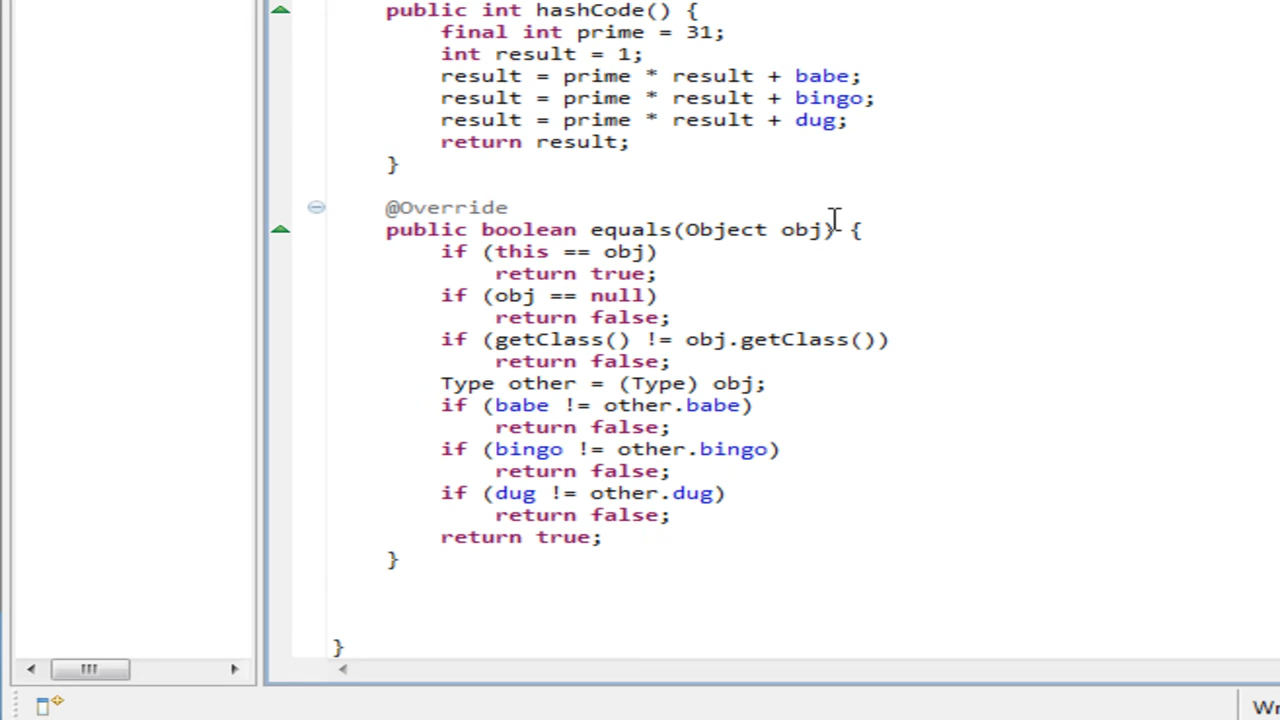 public int hashCode() {
final int prime = 31;
int result = 1;
result = prime * result + babe;
result = prime * result + bingo;
result = prime * result + dug;
return result;
}
@Override
public boolean equals(Object obj) {
if (this == obj)
return true;
if (obj == null)
return false;
if (getClass() != obj.getClass())
return false;
Type other = (Type) obj;
if (babe != other.babe)
return false;
if (bingo != other.bingo)
return false;
if (dug != other.dug)
return false;
return true;
}
}